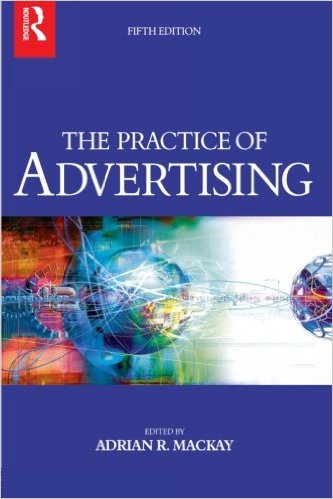 ROUTLEDGE
FIFTH EDITION
THE PRACTICE OF
ADVERTISING
EDITED BY
ADRIAN R. MACKAY